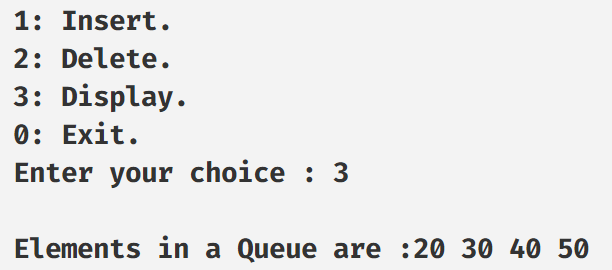 1: Insert.
2: Delete.
3: Display.
0: Exit.
Enter your choice : 3
Elements in a Queue are :20 30 40 50